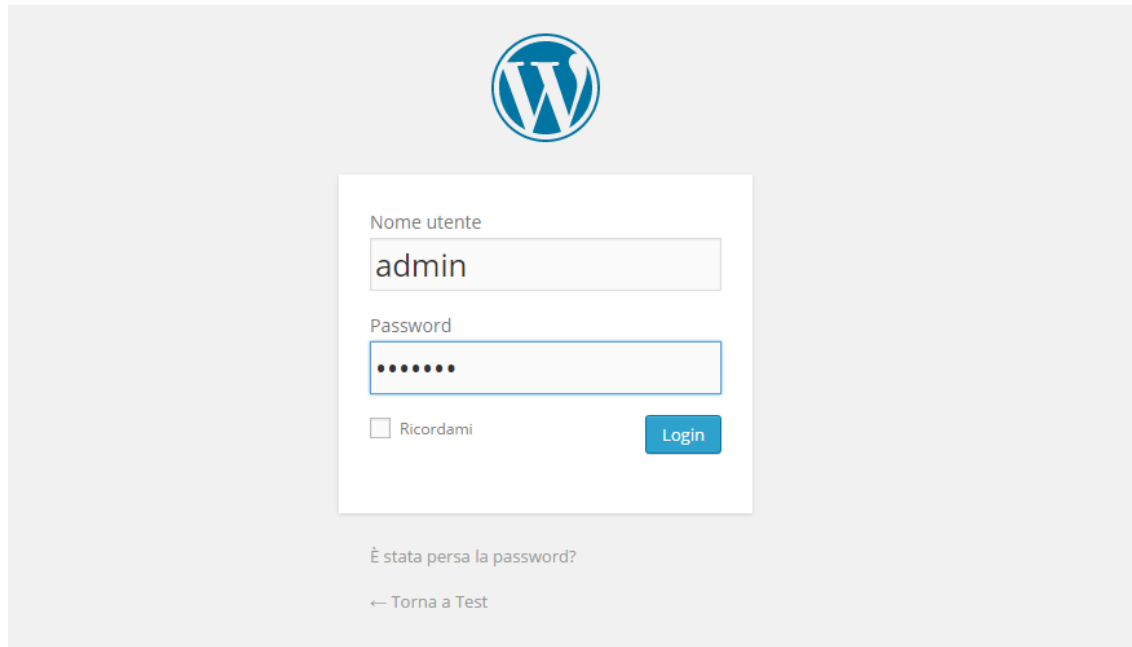 Nome utente
admin
Password
•••••••
Ricordami
Login
È stata persa la password?
← Torna a Test